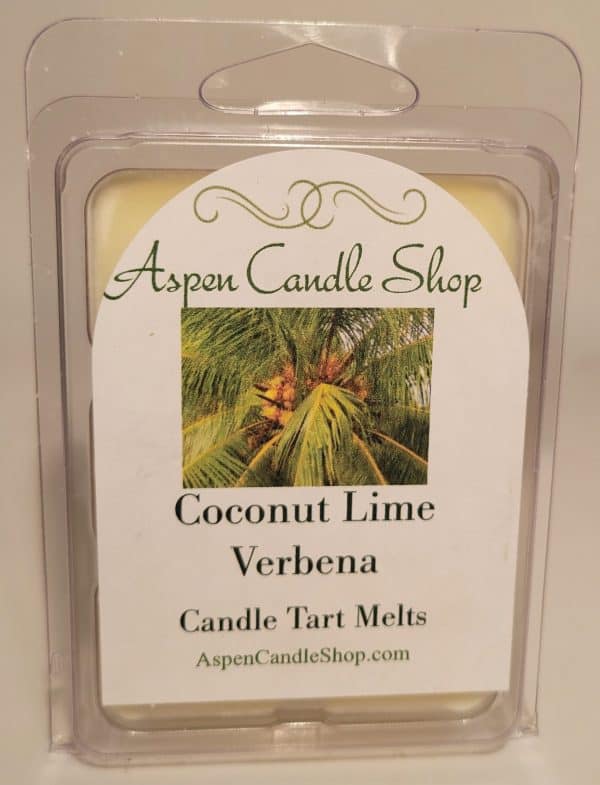 Aspen Candle Shop
Coconut Lime
Verbena
Candle Tart Melts
AspenCandleShop.com